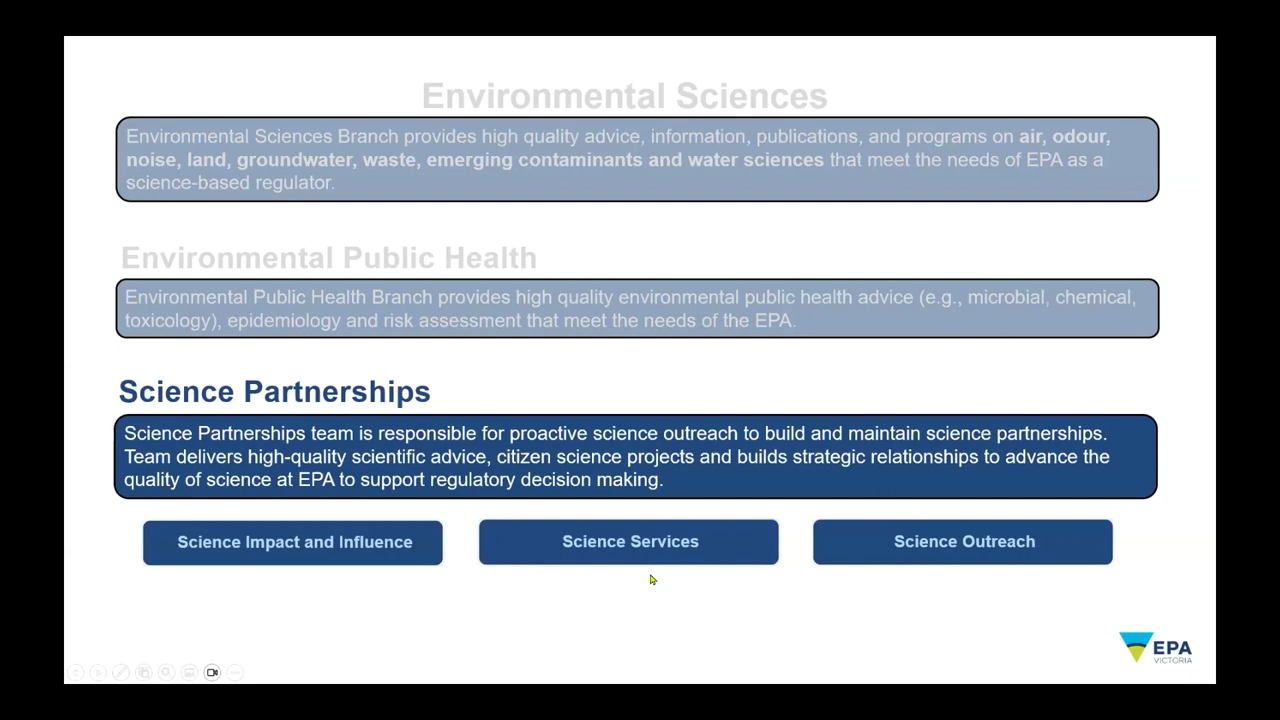 Environmental Sciences
Environmental Sciences Branch provides high quality advice, information, publications, and programs on air, odour,
noise, land, groundwater, waste, emerging contaminants and water sciences that meet the needs of EPA as a
science-based regulator.
Environmental Public Health
Environmental Public Health Branch provides high quality environmental public health advice (e.g., microbial, chemical,
toxicology), epidemiology and risk assessment that meet the needs of the EPA.
Science Partnerships
Science Partnerships team is responsible for proactive science outreach to build and maintain science partnerships.
Team delivers high-quality scientific advice, citizen science projects and builds strategic relationships to advance the
quality of science at EPA to support regulatory decision making.
Science Impact and Influence
Science Services
Science Outreach
EPA
VICTORIA